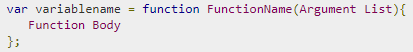 var variablename = function FunctionName(Argument List){
Function Body
};